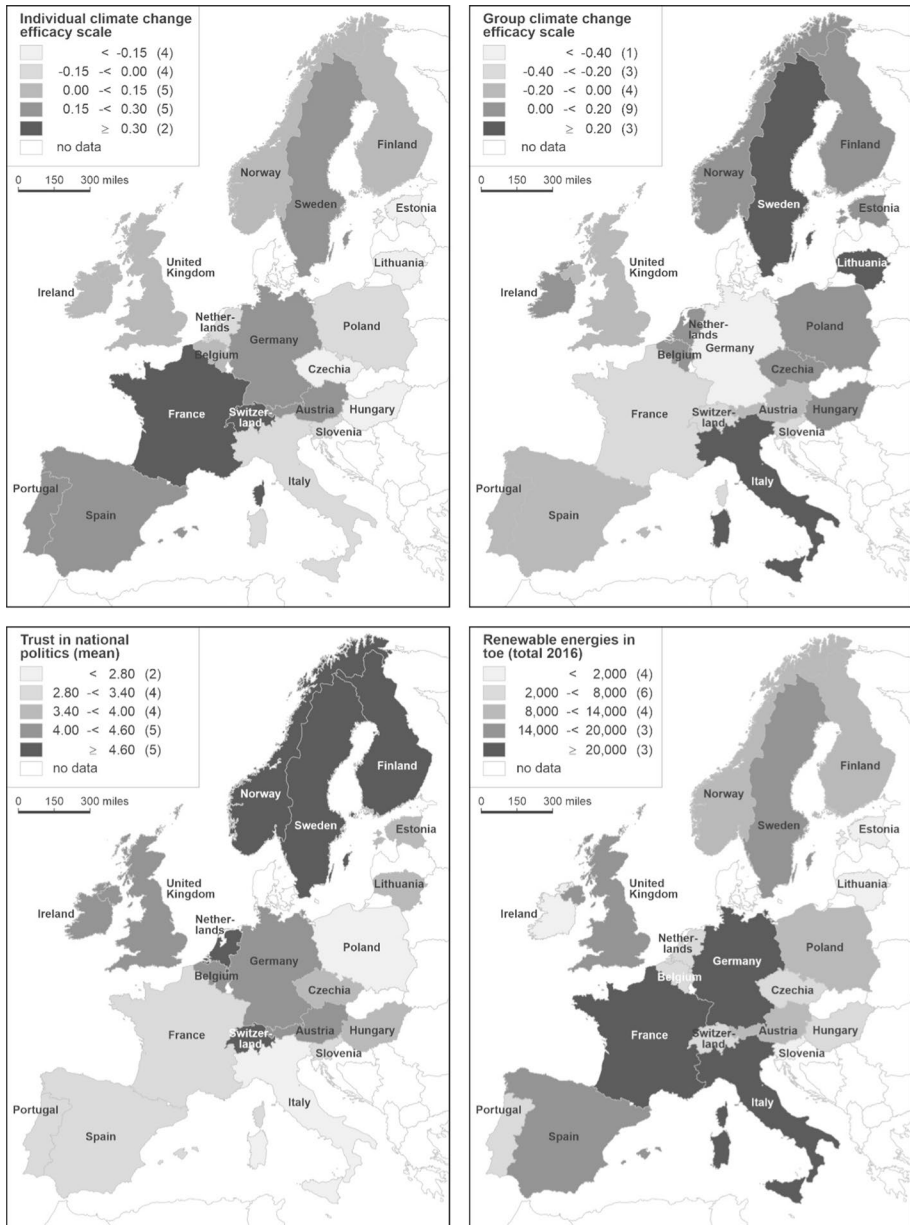 Individual climate change
efficacy scale
< -0.15 (4)
-0.15 -< 0.00 (4)
0.00 -< 0.15 (5)
0.15 -< 0.30 (5)
≥ 0.30 (2)
no data
0 150 300 miles
Norway
Finland
Sweden
Estonia
Lithuania
United
Kingdom
Ireland
Nether-
lands
Belgium
Germany
Poland
Czechia
France
Switzer-
land
Austria
Hungary
Slovenia
Italy
Portugal
Spain
Group climate change
efficacy scale
< -0.40 (1)
-0.40 -< -0.20 (3)
-0.20 -< 0.00 (4)
0.00 -< 0.20 (9)
≥ 0.20 (3)
no data
0 150 300 miles
Norway
Finland
Sweden
Estonia
Lithuania
United
Kingdom
Ireland
Nether-
lands
Belgium
Germany
Poland
Czechia
France
Switzer-
land
Austria
Hungary
Slovenia
Italy
Portugal
Spain
Trust in national
politics (mean)
< 2.80 (2)
2.80 -< 3.40 (4)
3.40 -< 4.00 (4)
4.00 -< 4.60 (5)
≥ 4.60 (5)
no data
0 150 300 miles
Norway
Finland
Sweden
Estonia
Lithuania
United
Kingdom
Ireland
Nether-
lands
Belgium
Germany
Poland
Czechia
France
Switzer-
land
Austria
Hungary
Slovenia
Italy
Portugal
Spain
Renewable energies in
toe (total 2016)
< 2,000 (4)
2,000 -< 8,000 (6)
8,000 -< 14,000 (4)
14,000 -< 20,000 (3)
≥ 20,000 (3)
no data
0 150 300 miles
Norway
Finland
Sweden
Estonia
Lithuania
United
Kingdom
Ireland
Nether-
lands
Belgium
Germany
Poland
Czechia
France
Switzer-
land
Austria
Hungary
Slovenia
Italy
Portugal
Spain